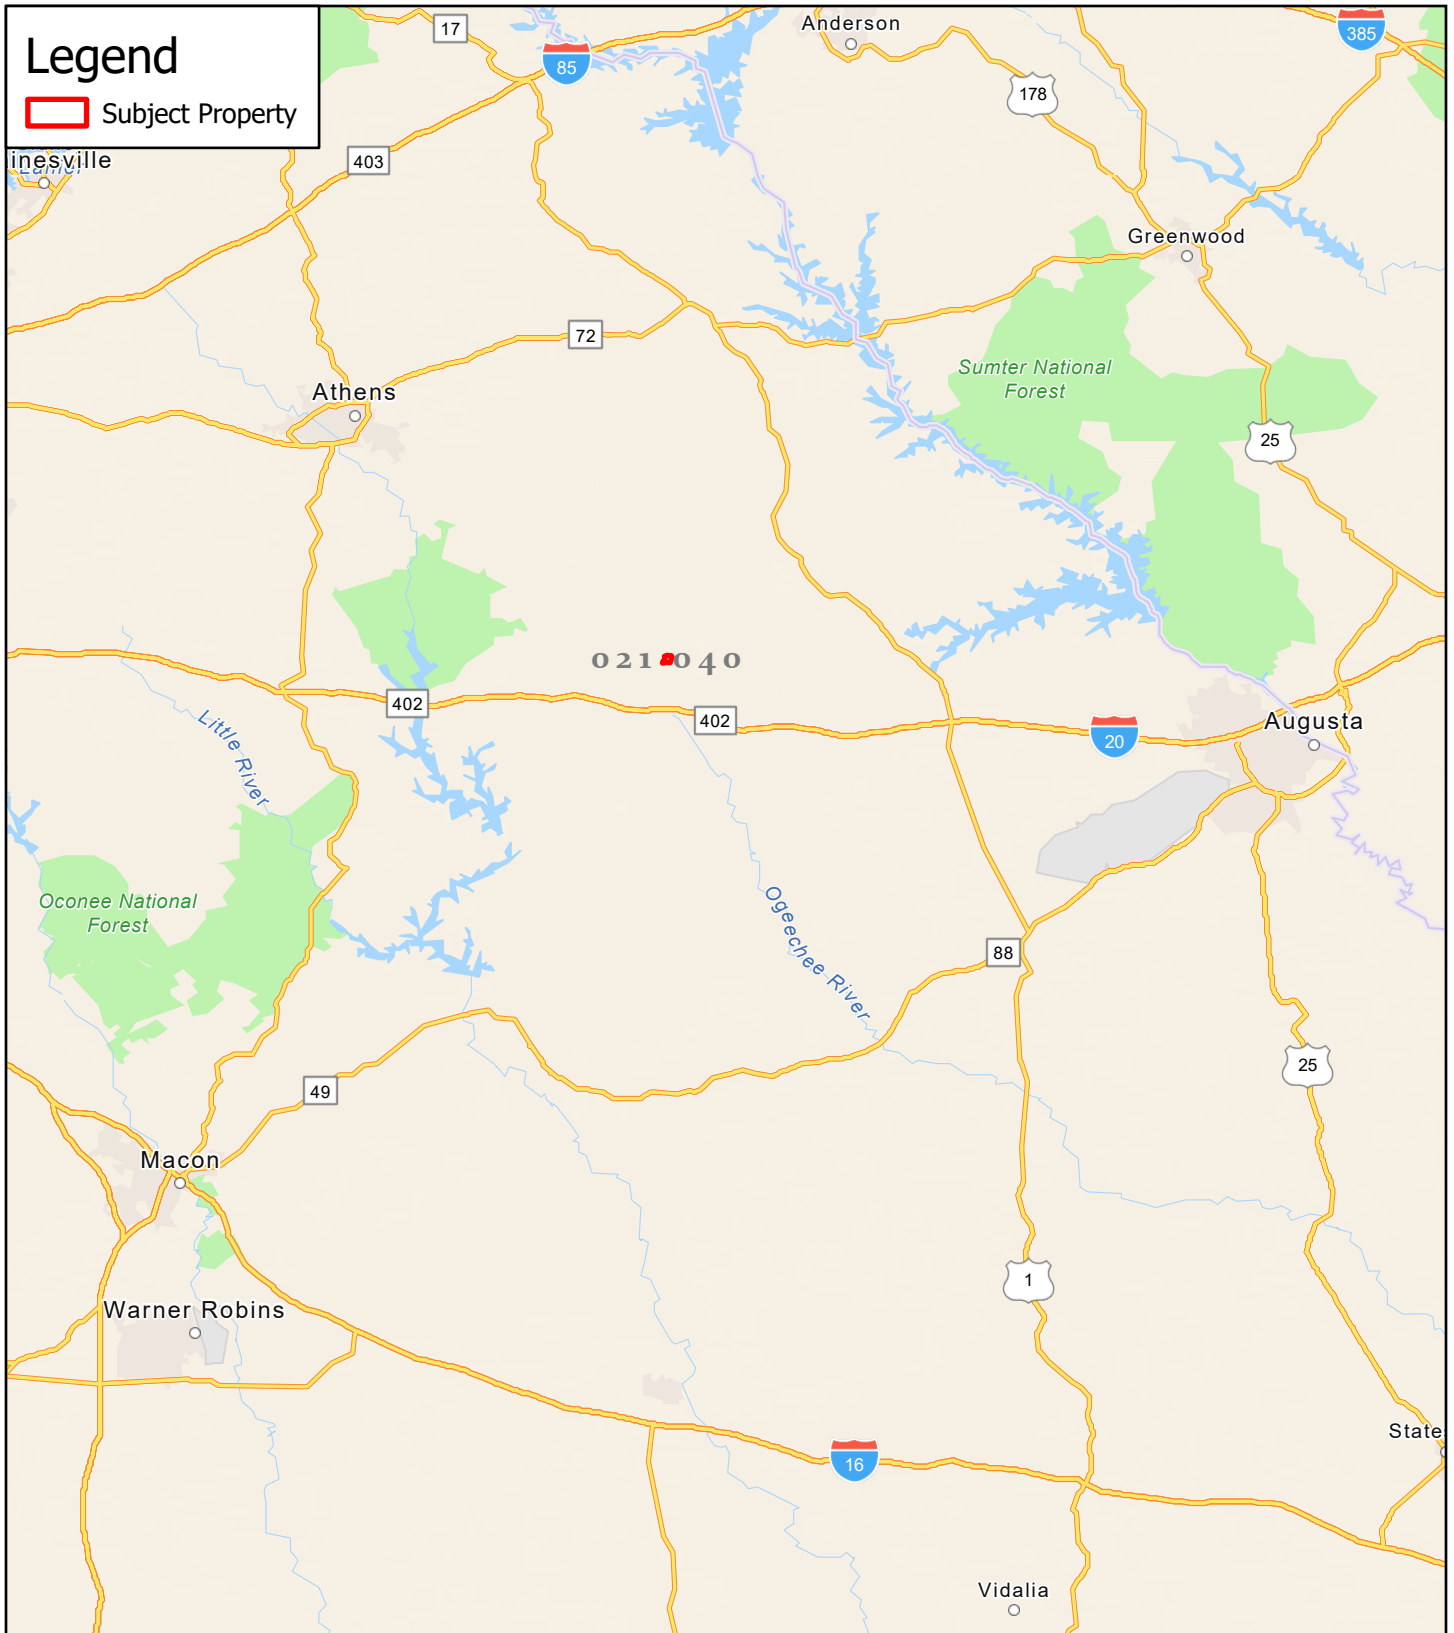 Legend
Subject Property
17
85
Anderson
178
385
inesville
Lanier
403
Greenwood
72
Sumter National
Forest
Athens
25
021 040
402
402
20
Augusta
Little River
Oconee National
Forest
Ogeechee River
88
49
25
Macon
1
Warner Robins
State
16
Vidalia